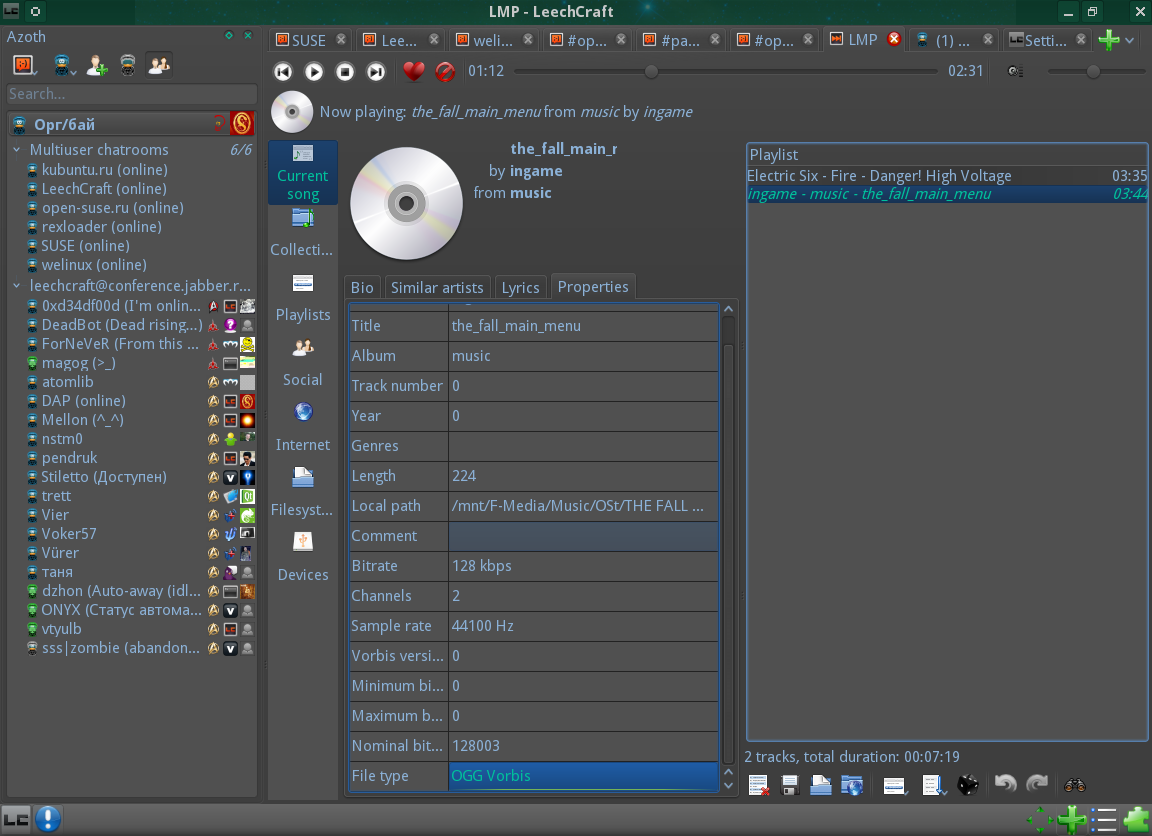 LMP - LeechCraft
Azoth
Search...
Орг/бай
Multiuser chatrooms 6/6
kubuntu.ru (online)
LeechCraft (online)
open-suse.ru (online)
rexloader (online)
SUSE (online)
welinux (online)
leechcraft@conference.jabber.r...
0xd34df00d (I'm onlin...
DeadBot (Dead rising...)
ForNeVeR (From this ...
magog (>_)
atomlib
DAP (online)
Mellon (^_^)
nstm0
pendruk
Stiletto (Доступен)
trett
Vier
Voker57
Vürer
таня
dzhon (Auto-away (idl...
ONYX (Статус автома...
vtyulb
sss|zombie (abandon...
SUSE
Lee...
weli...
#op...
#pa...
#op...
LMP
(1) ...
Setti...
01:12
02:31
Now playing: the_fall_main_menu from music by ingame
Current
song
Collecti...
Playlists
Social
Internet
Filesyst...
Devices
the_fall_main_r
by ingame
from music
Bio
Similar artists
Lyrics
Properties
Title the_fall_main_menu
Album music
Track number 0
Year 0
Genres
Length 224
Local path /mnt/F-Media/Music/OSt/THE FALL ...
Comment
Bitrate 128 kbps
Channels 2
Sample rate 44100 Hz
Vorbis versi... 0
Minimum bi... 0
Maximum b... 0
Nominal bit... 128003
File type OGG Vorbis
Playlist
Electric Six - Fire - Danger! High Voltage 03:35
ingame - music - the_fall_main_menu 03:44
2 tracks, total duration: 00:07:19
LC